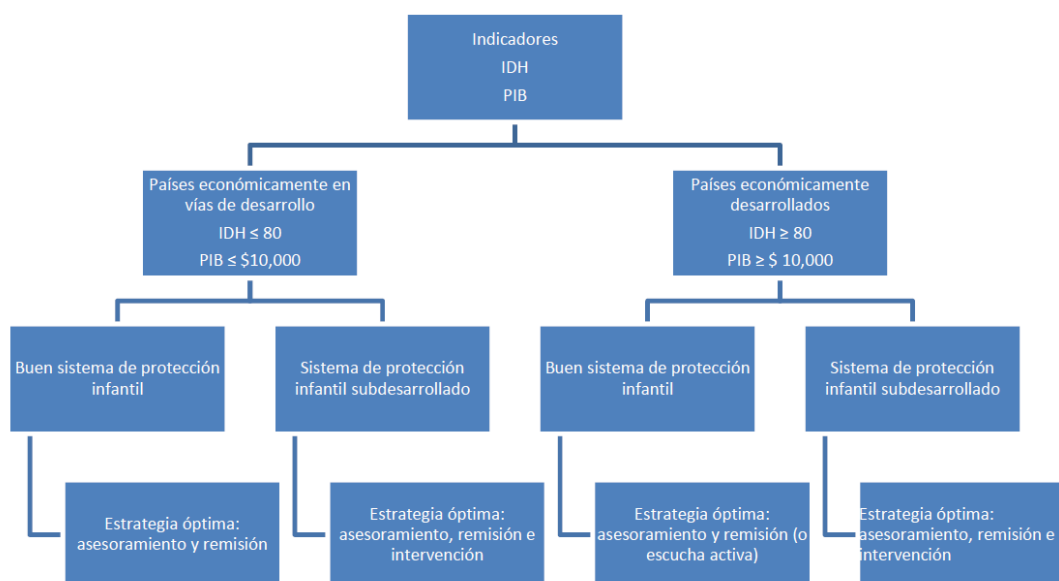 Indicadores
IDH
PIB
Países económicamente en
vías de desarrollo
IDH ≤ 80
PIB ≤ $10,000
Países económicamente
desarrollados
IDH ≥ 80
PIB ≥ $ 10,000
Buen sistema de protección
infantil
Sistema de protección
infantil subdesarrollado
Buen sistema de protección
infantil
Sistema de protección
infantil subdesarrollado
Estrategia óptima:
asesoramiento y remisión
Estrategia óptima:
asesoramiento, remisión e
intervención
Estrategia óptima:
asesoramiento y remisión (o
escucha activa)
Estrategia óptima:
asesoramiento, remisión e
intervención